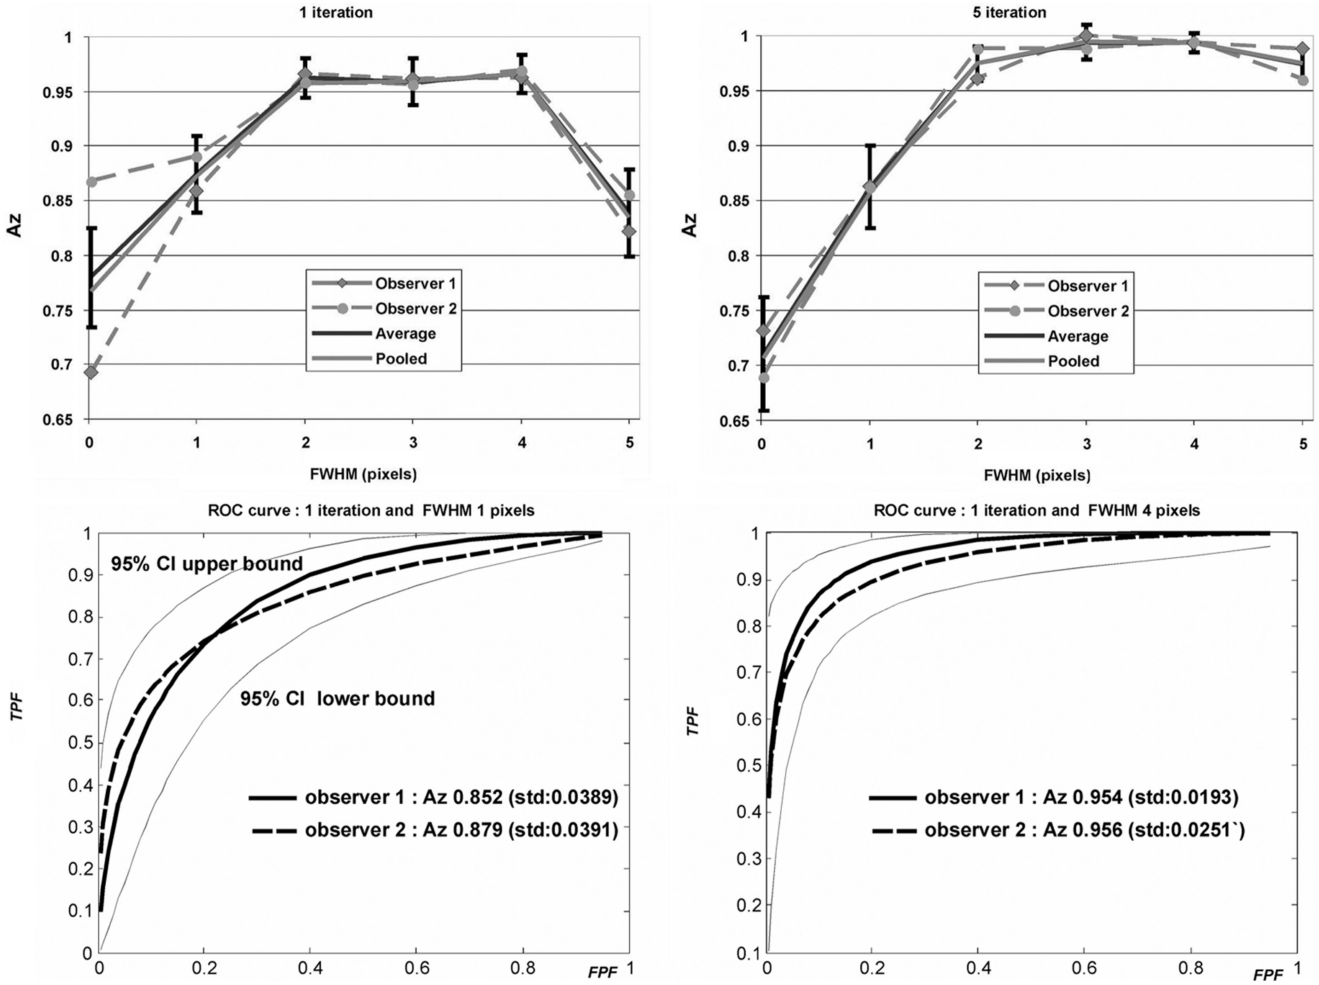 1 iteration
1
0.95
0.9
0.85
0.8
0.75
0.7
0.65
Az
Observer 1
Observer 2
Average
Pooled
0 1 2 3 4 5
FWHM (pixels)
5 iteration
1
0.95
0.9
0.85
0.8
0.75
0.7
0.65
Az
Observer 1
Observer 2
Average
Pooled
0 1 2 3 4 5
FWHM (pixels)
ROC curve : 1 iteration and FWHM 1 pixels
1
0.9
0.8
0.7
0.6
0.5
0.4
0.3
0.2
0.1
0
TPF
95% CI upper bound
95% CI lower bound
observer 1 : Az 0.852 (std:0.0389)
observer 2 : Az 0.879 (std:0.0391)
0 0.2 0.4 0.6 0.8 FPF 1
ROC curve : 1 iteration and FWHM 4 pixels
1
0.9
0.8
0.7
0.6
0.5
0.4
0.3
0.2
0.1
TPF
observer 1 : Az 0.954 (std:0.0193)
observer 2 : Az 0.956 (std:0.0251`)
0 0.2 0.4 0.6 0.8 FPF 1